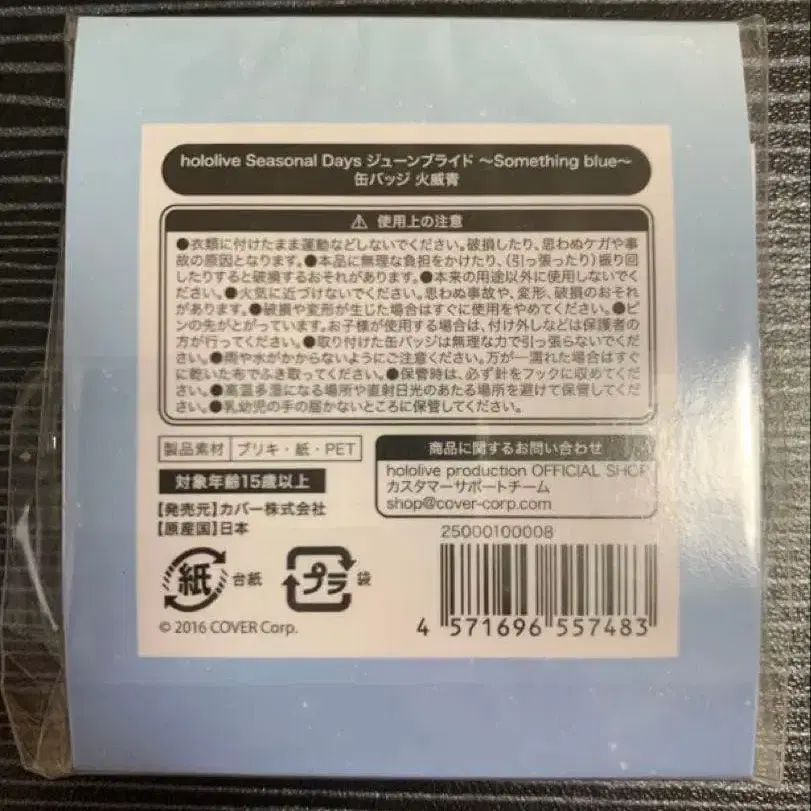 hololive Seasonal Days ジューンブライド 〜Something blue〜
缶バッジ 火威青
⚠ 使用上の注意
●衣類に付けたまま運動などしないでください。破損したり、思わぬケガや事
故の原因となります。●本品に無理な負担をかけたり、(引っ張ったり)振り回
したりすると破損するおそれがあります。●本来の用途以外に使用しないでく
ださい。●火気に近づけないでください。思わぬ事故や、変形、破損のおそれ
があります。●破損や変形が生じた場合はすぐに使用をやめてください。●ピ
ンの先がとがっています。お子様が使用する場合は、付け外しなどは保護者の
方が行ってください。●取り付けた缶バッジは無理な力で引っ張らないでくだ
さい。●雨や水がかからないようにご注意ください。万が一濡れた場合はすぐ
に乾いた布でふき取ってください。●保管時は、必ず針をフックに収めてくだ
さい。●高温多湿になる場所や直射日光のあたる場所を避けて保管してくだ
さい。●乳幼児の手の届かないところに保管してください。
製品素材 ブリキ・紙・PET
対象年齢15歳以上
【発売元】カバー株式会社
【原産国】日本
商品に関するお問い合わせ
hololive production OFFICIAL SHOP
カスタマーサポートチーム
shop@cover-corp.com
25000100008
紙 台紙 プラ 袋
© 2016 COVER Corp.
4 571696 557483